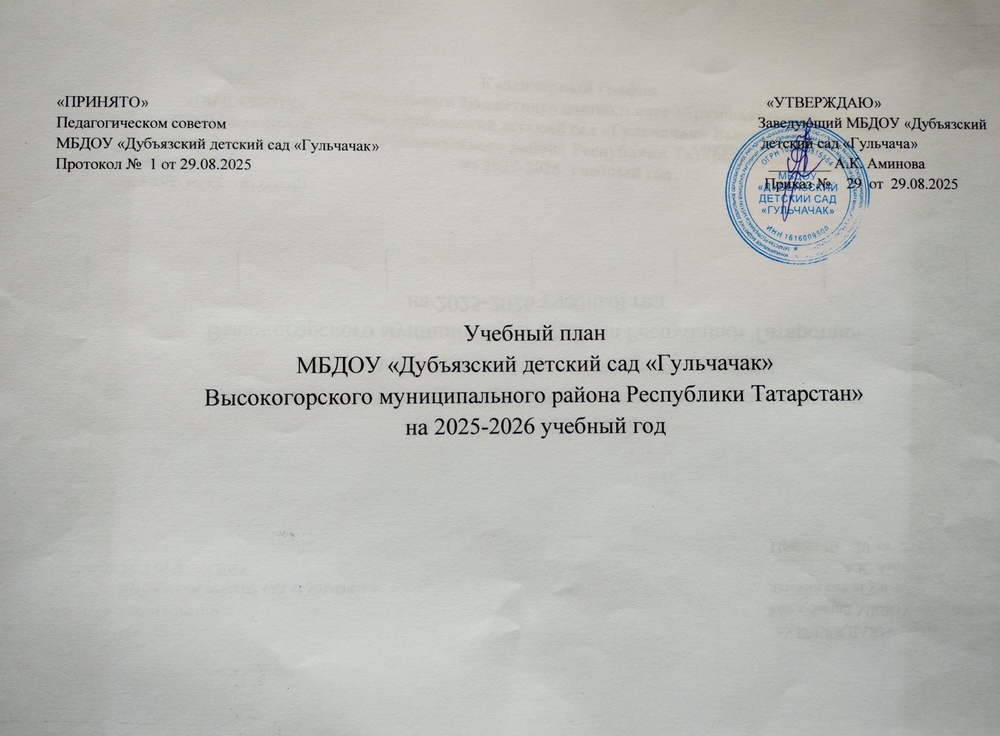 «ПРИНЯТО»
Педагогическом советом
МБДОУ «Дубъязский детский сад «Гульчачак»
Протокол № 1 от 29.08.2025
«УТВЕРЖДАЮ»
Заведующий МБДОУ «Дубъязский
детский сад «Гульчача»
А.К. Аминова
Приказ № 29 от 29.08.2025
МБДОУ
«ДУБЪЯЗСКИЙ
ДЕТСКИЙ САД
«ГУЛЬЧАЧАК»
ИНН 1616009500
Учебный план
МБДОУ «Дубъязский детский сад «Гульчачак»
Высокогорского муниципального района Республики Татарстан»
на 2025-2026 учебный год